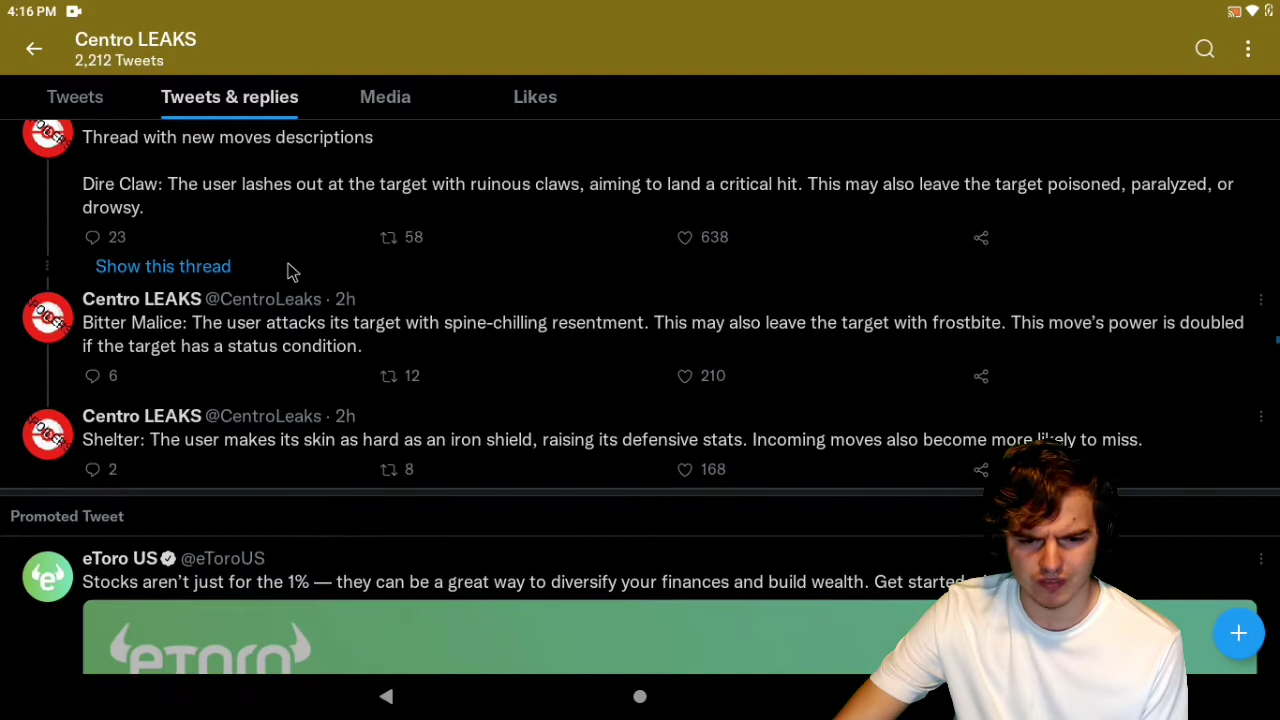 4:16 PM
Centro LEAKS
2,212 Tweets
Tweets
Tweets & replies
Media
Likes
Thread with new moves descriptions
Dire Claw: The user lashes out at the target with ruinous claws, aiming to land a critical hit. This may also leave the target poisoned, paralyzed, or
drowsy.
23 58 638
Show this thread
Centro LEAKS @CentroLeaks · 2h
Bitter Malice: The user attacks its target with spine-chilling resentment. This may also leave the target with frostbite. This move's power is doubled
if the target has a status condition.
6 12 210
Centro LEAKS @CentroLeaks · 2h
Shelter: The user makes its skin as hard as an iron shield, raising its defensive stats. Incoming moves also become more likely to miss.
2 8 168
Promoted Tweet
eToro US @eToroUS
Stocks aren't just for the 1% — they can be a great way to diversify your finances and build wealth. Get started
eToro